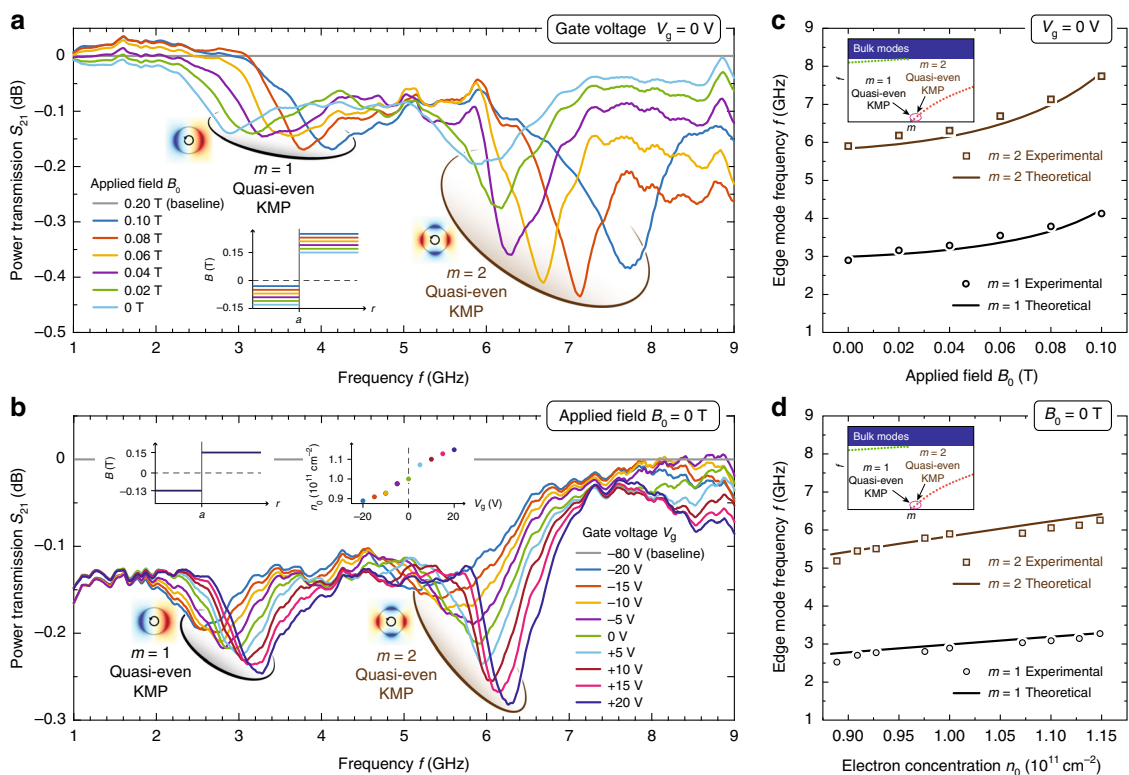 a
Gate voltage V_g = 0 V
Power transmission S_21 (dB)
0
−0.1
−0.2
−0.3
−0.4
−0.5
1 2 3 4 5 6 7 8 9
Frequency f (GHz)
Applied field B_0
0.20 T (baseline)
0.10 T
0.08 T
0.06 T
0.04 T
0.02 T
0 T
m = 1
Quasi-even
KMP
m = 2
Quasi-even
KMP
B (T)
0.15
0
−0.15
a
r
b
Applied field B_0 = 0 T
Power transmission S_21 (dB)
0
−0.1
−0.2
−0.3
1 2 3 4 5 6 7 8 9
Frequency f (GHz)
B (T)
0.15
0
−0.13
a
r
n_0 (10^11 cm^−2)
1.1
1.0
0.9
−20 0 20
V_g (V)
m = 1
Quasi-even
KMP
m = 2
Quasi-even
KMP
Gate voltage V_g
−80 V (baseline)
−20 V
−15 V
−10 V
−5 V
0 V
+5 V
+10 V
+15 V
+20 V
c
V_g = 0 V
Edge mode frequency f (GHz)
9
8
7
6
5
4
3
2
1
Bulk modes
f
m = 1
Quasi-even
KMP
m = 2
Quasi-even
KMP
m
m = 2 Experimental
m = 2 Theoretical
m = 1 Experimental
m = 1 Theoretical
0.00 0.02 0.04 0.06 0.08 0.10
Applied field B_0 (T)
d
B_0 = 0 T
Edge mode frequency f (GHz)
9
8
7
6
5
4
3
2
1
Bulk modes
f
m = 1
Quasi-even
KMP
m = 2
Quasi-even
KMP
m
m = 2 Experimental
m = 2 Theoretical
m = 1 Experimental
m = 1 Theoretical
0.90 0.95 1.00 1.05 1.10 1.15
Electron concentration n_0 (10^11 cm^−2)